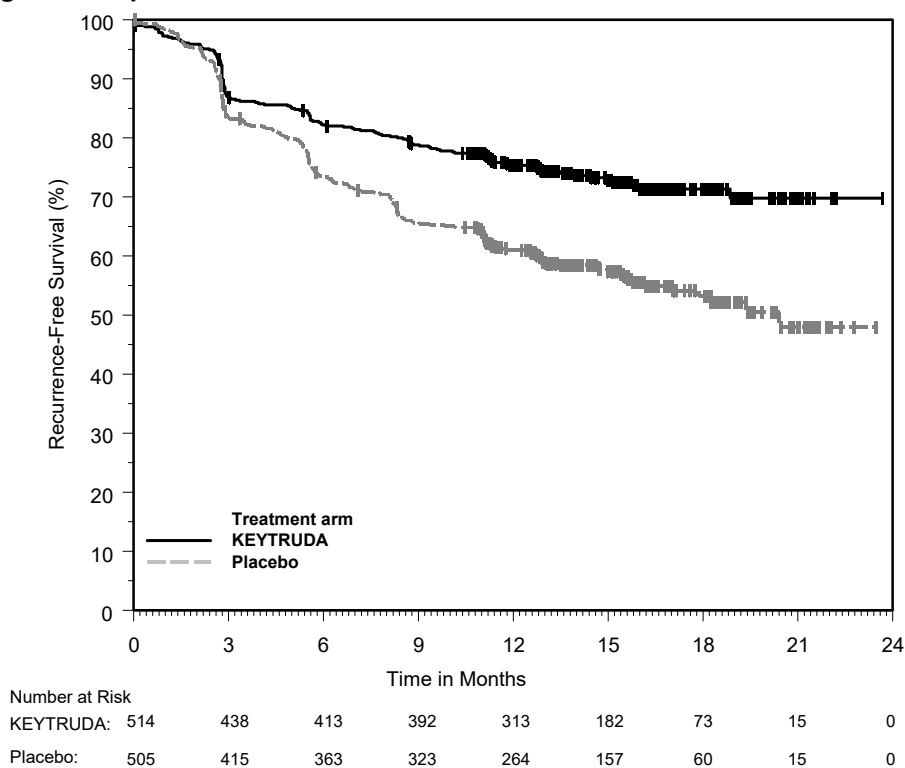 100
90
80
70
60
50
40
30
20
10
0
Recurrence-Free Survival (%)
Treatment arm
KEYTRUDA
Placebo
0 3 6 9 12 15 18 21 24
Time in Months
Number at Risk
KEYTRUDA: 514 438 413 392 313 182 73 15 0
Placebo: 505 415 363 323 264 157 60 15 0